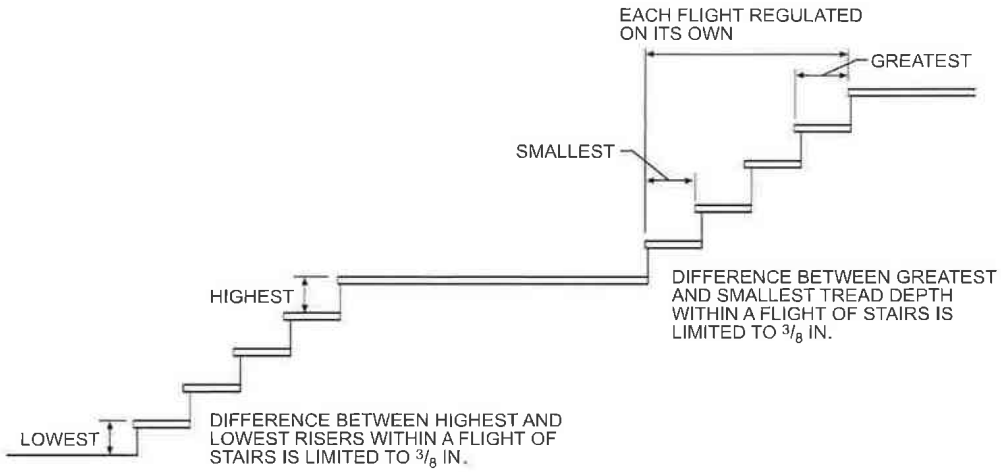 EACH FLIGHT REGULATED
ON ITS OWN
GREATEST
SMALLEST
HIGHEST
DIFFERENCE BETWEEN GREATEST
AND SMALLEST TREAD DEPTH
WITHIN A FLIGHT OF STAIRS IS
LIMITED TO 3/8 IN.
LOWEST
DIFFERENCE BETWEEN HIGHEST AND
LOWEST RISERS WITHIN A FLIGHT OF
STAIRS IS LIMITED TO 3/8 IN.